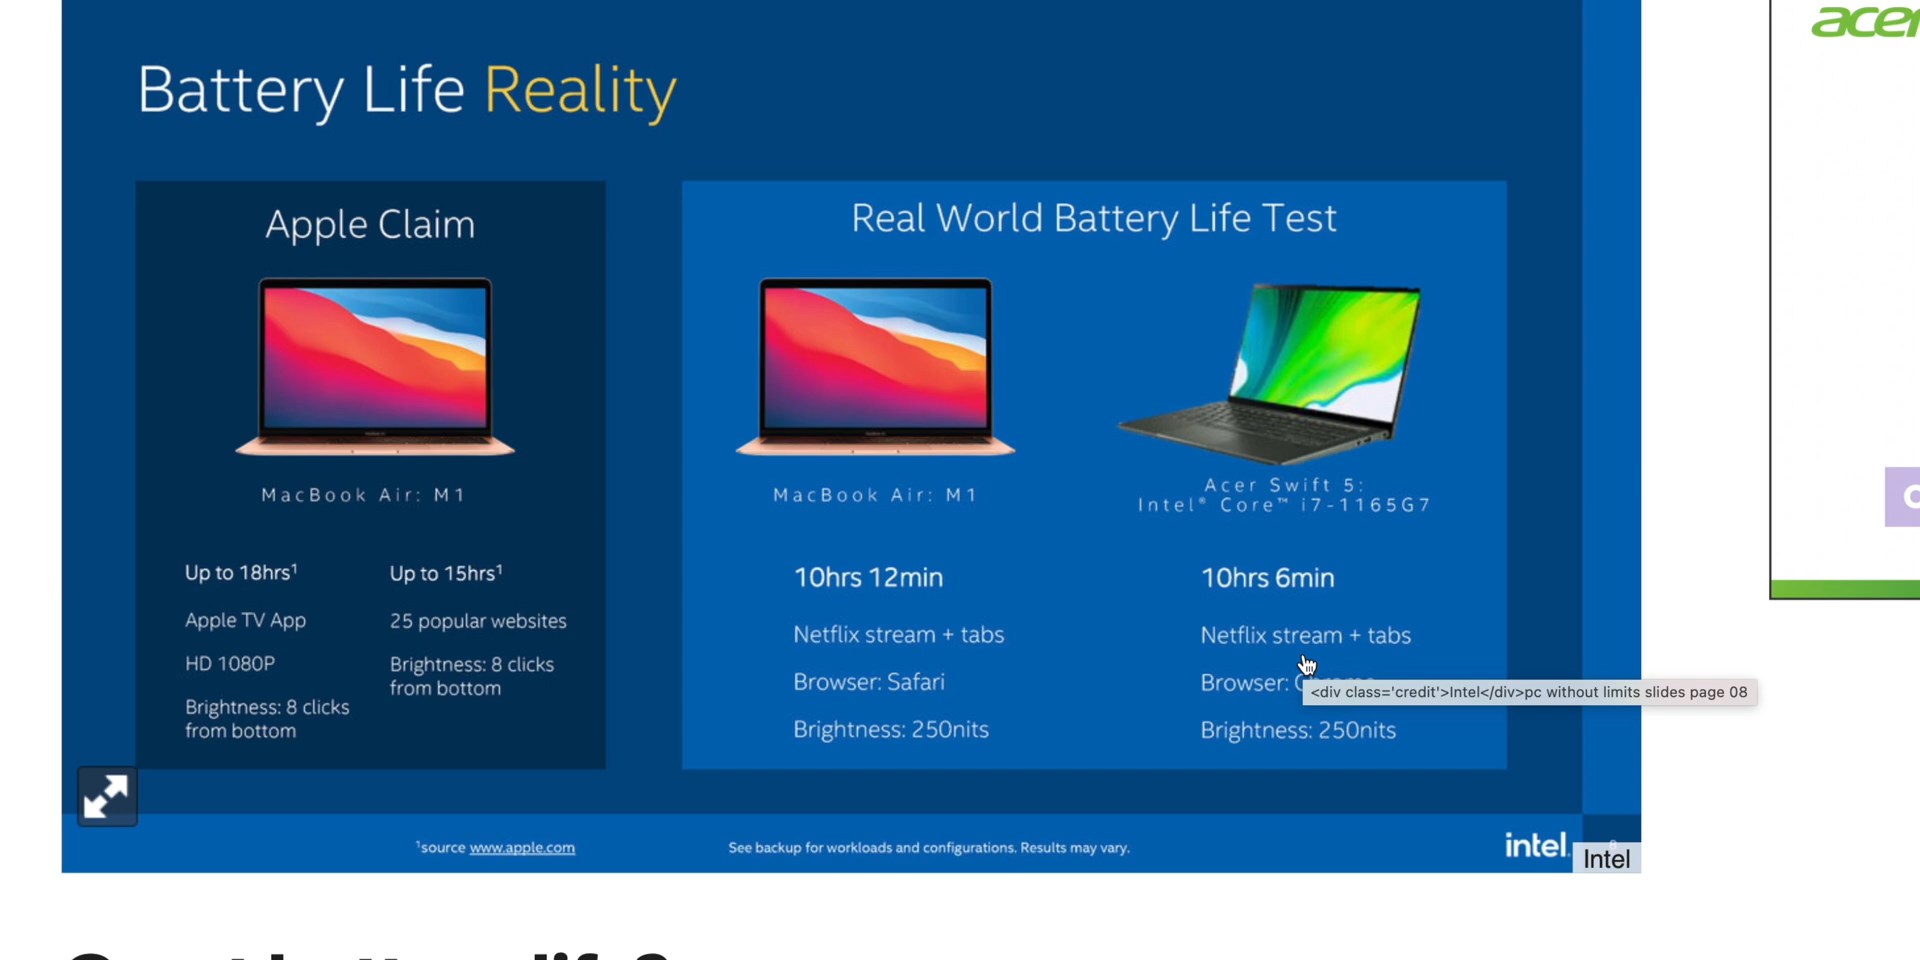 Battery Life Reality
Apple Claim
MacBook Air: M1
Up to 18hrs¹
Apple TV App
HD 1080P
Brightness: 8 clicks
from bottom
Up to 15hrs¹
25 popular websites
Brightness: 8 clicks
from bottom
Real World Battery Life Test
MacBook Air: M1
10hrs 12min
Netflix stream + tabs
Browser: Safari
Brightness: 250nits
Acer Swift 5:
Intel® Core™ i7-1165G7
10hrs 6min
Netflix stream + tabs
Browser:
<div class='credit'>Intel</div>pc without limits slides page 08
Brightness: 250nits
¹source www.apple.com
See backup for workloads and configurations. Results may vary.
intel
Intel
acer